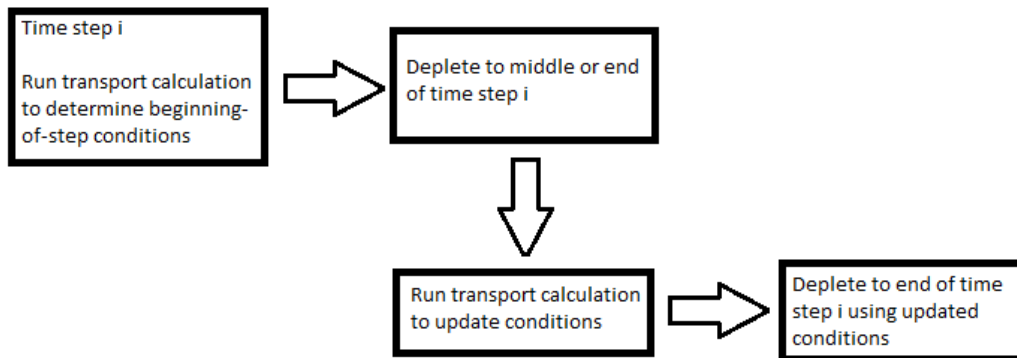 Time step i
Run transport calculation
to determine beginning-
of-step conditions
Deplete to middle or end
of time step i
Run transport calculation
to update conditions
Deplete to end of time
step i using updated
conditions